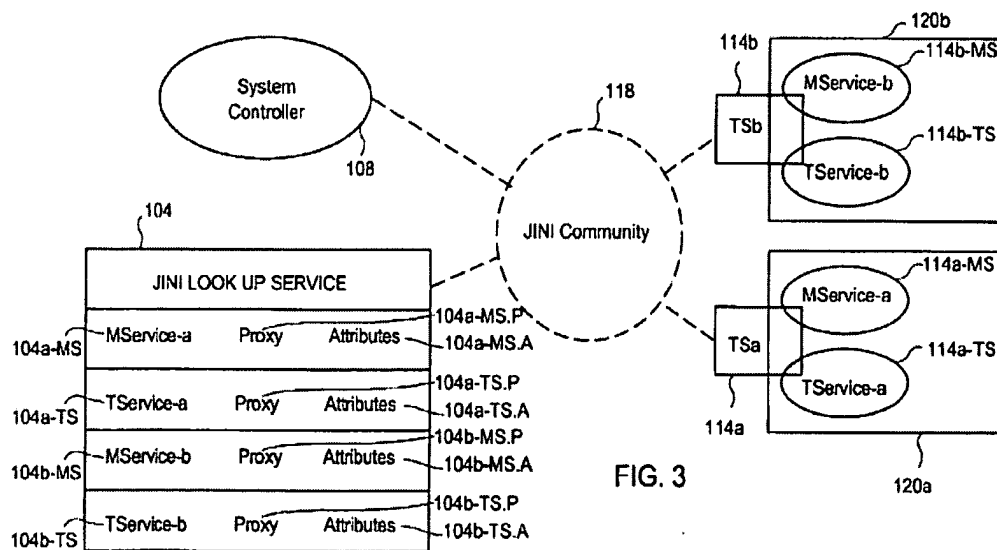 120b
114b
114b-MS
System
Controller
118
MService-b
TSb
114b-TS
108
TService-b
104
JINI Community
JINI LOOK UP SERVICE
114a-MS
MService-a
104a-MS.P
MService-a Proxy Attributes
104a-MS
104a-MS.A
TSa
114a-TS
104a-TS.P
TService-a
TService-a Proxy Attributes
104a-TS
104a-TS.A
114a
104b-MS.P
MService-b Proxy Attributes
104b-MS
104b-MS.A
FIG. 3
120a
104b-TS.P
TService-b Proxy Attributes
104b-TS
104b-TS.A